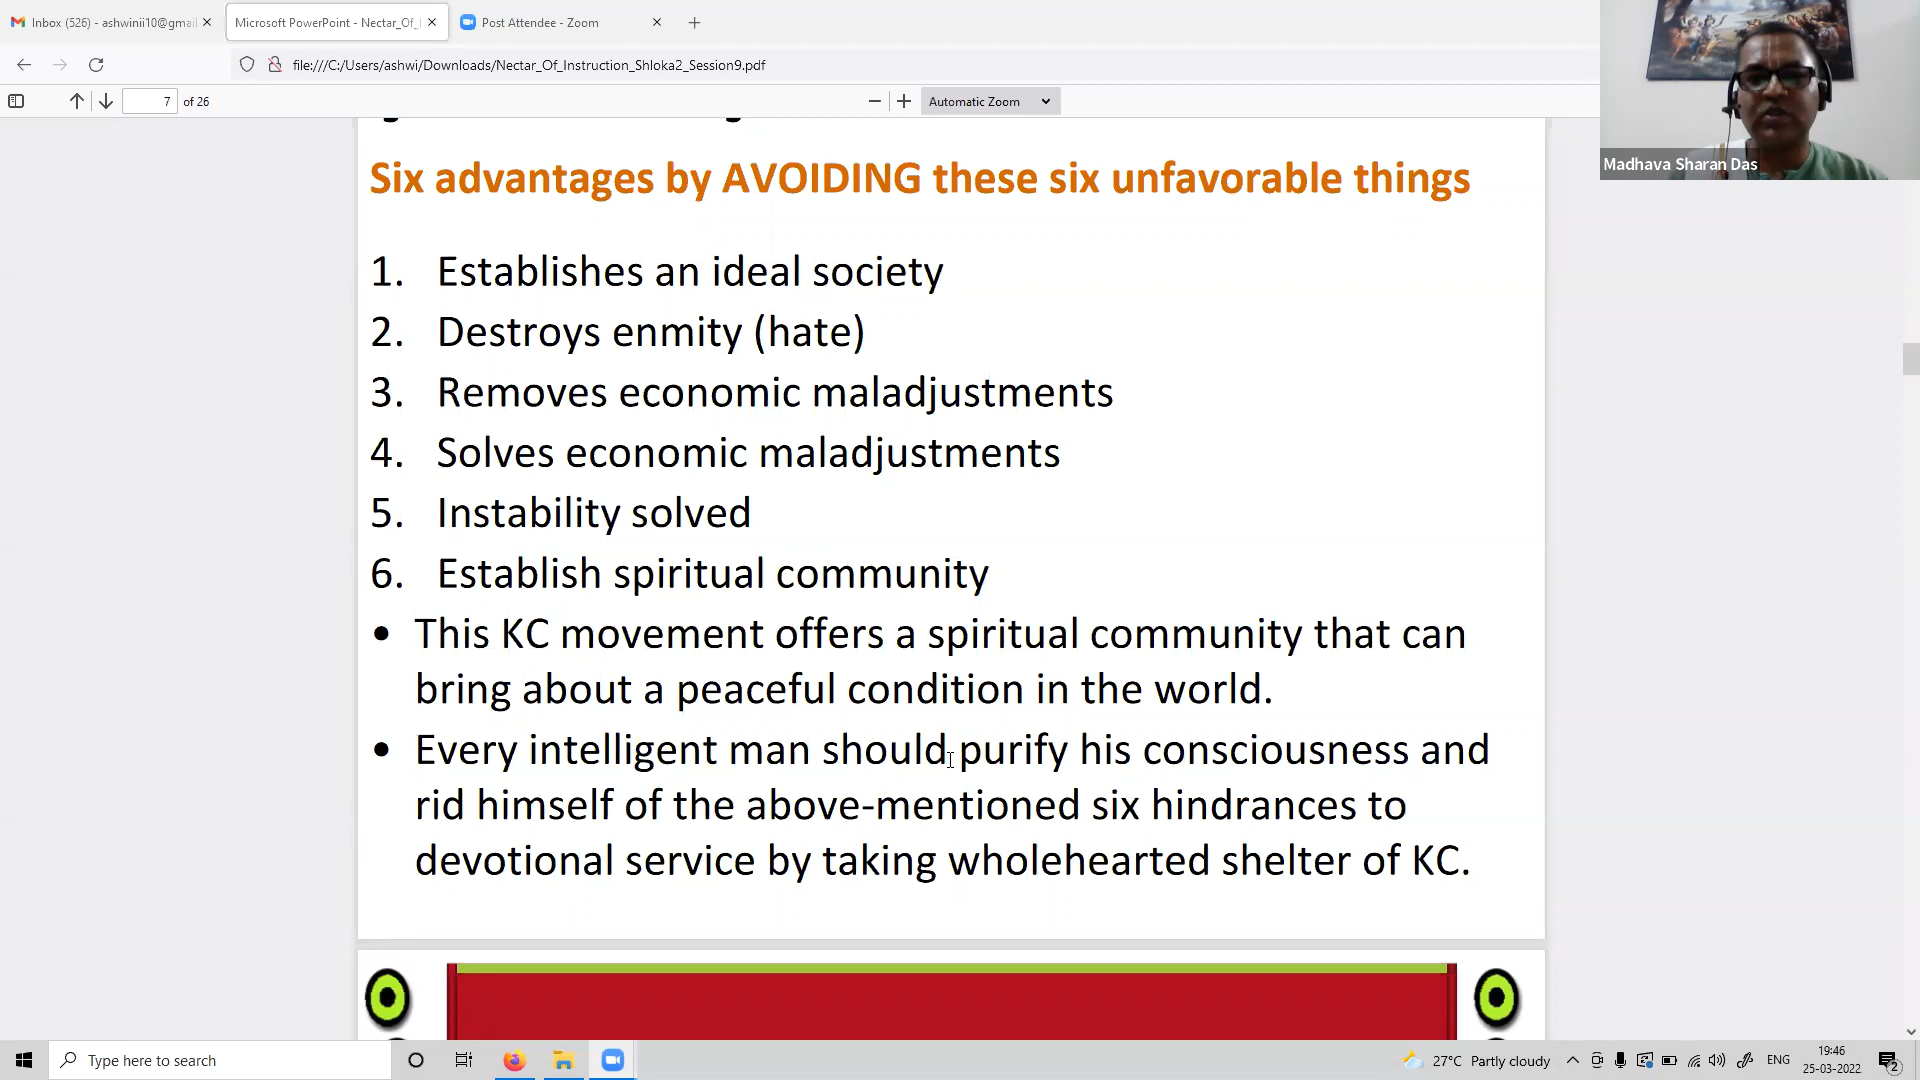 Inbox (526) - ashwinii10@gmai
Microsoft PowerPoint - Nectar_Of_
Post Attendee - Zoom
file:///C:/Users/ashwi/Downloads/Nectar_Of_Instruction_Shloka2_Session9.pdf
7 of 26
Automatic Zoom
Madhava Sharan Das
Six advantages by AVOIDING these six unfavorable things
1. Establishes an ideal society
2. Destroys enmity (hate)
3. Removes economic maladjustments
4. Solves economic maladjustments
5. Instability solved
6. Establish spiritual community
• This KC movement offers a spiritual community that can
bring about a peaceful condition in the world.
• Every intelligent man should purify his consciousness and
rid himself of the above-mentioned six hindrances to
devotional service by taking wholehearted shelter of KC.
Type here to search
27°C Partly cloudy
ENG
19:46
25-03-2022
2